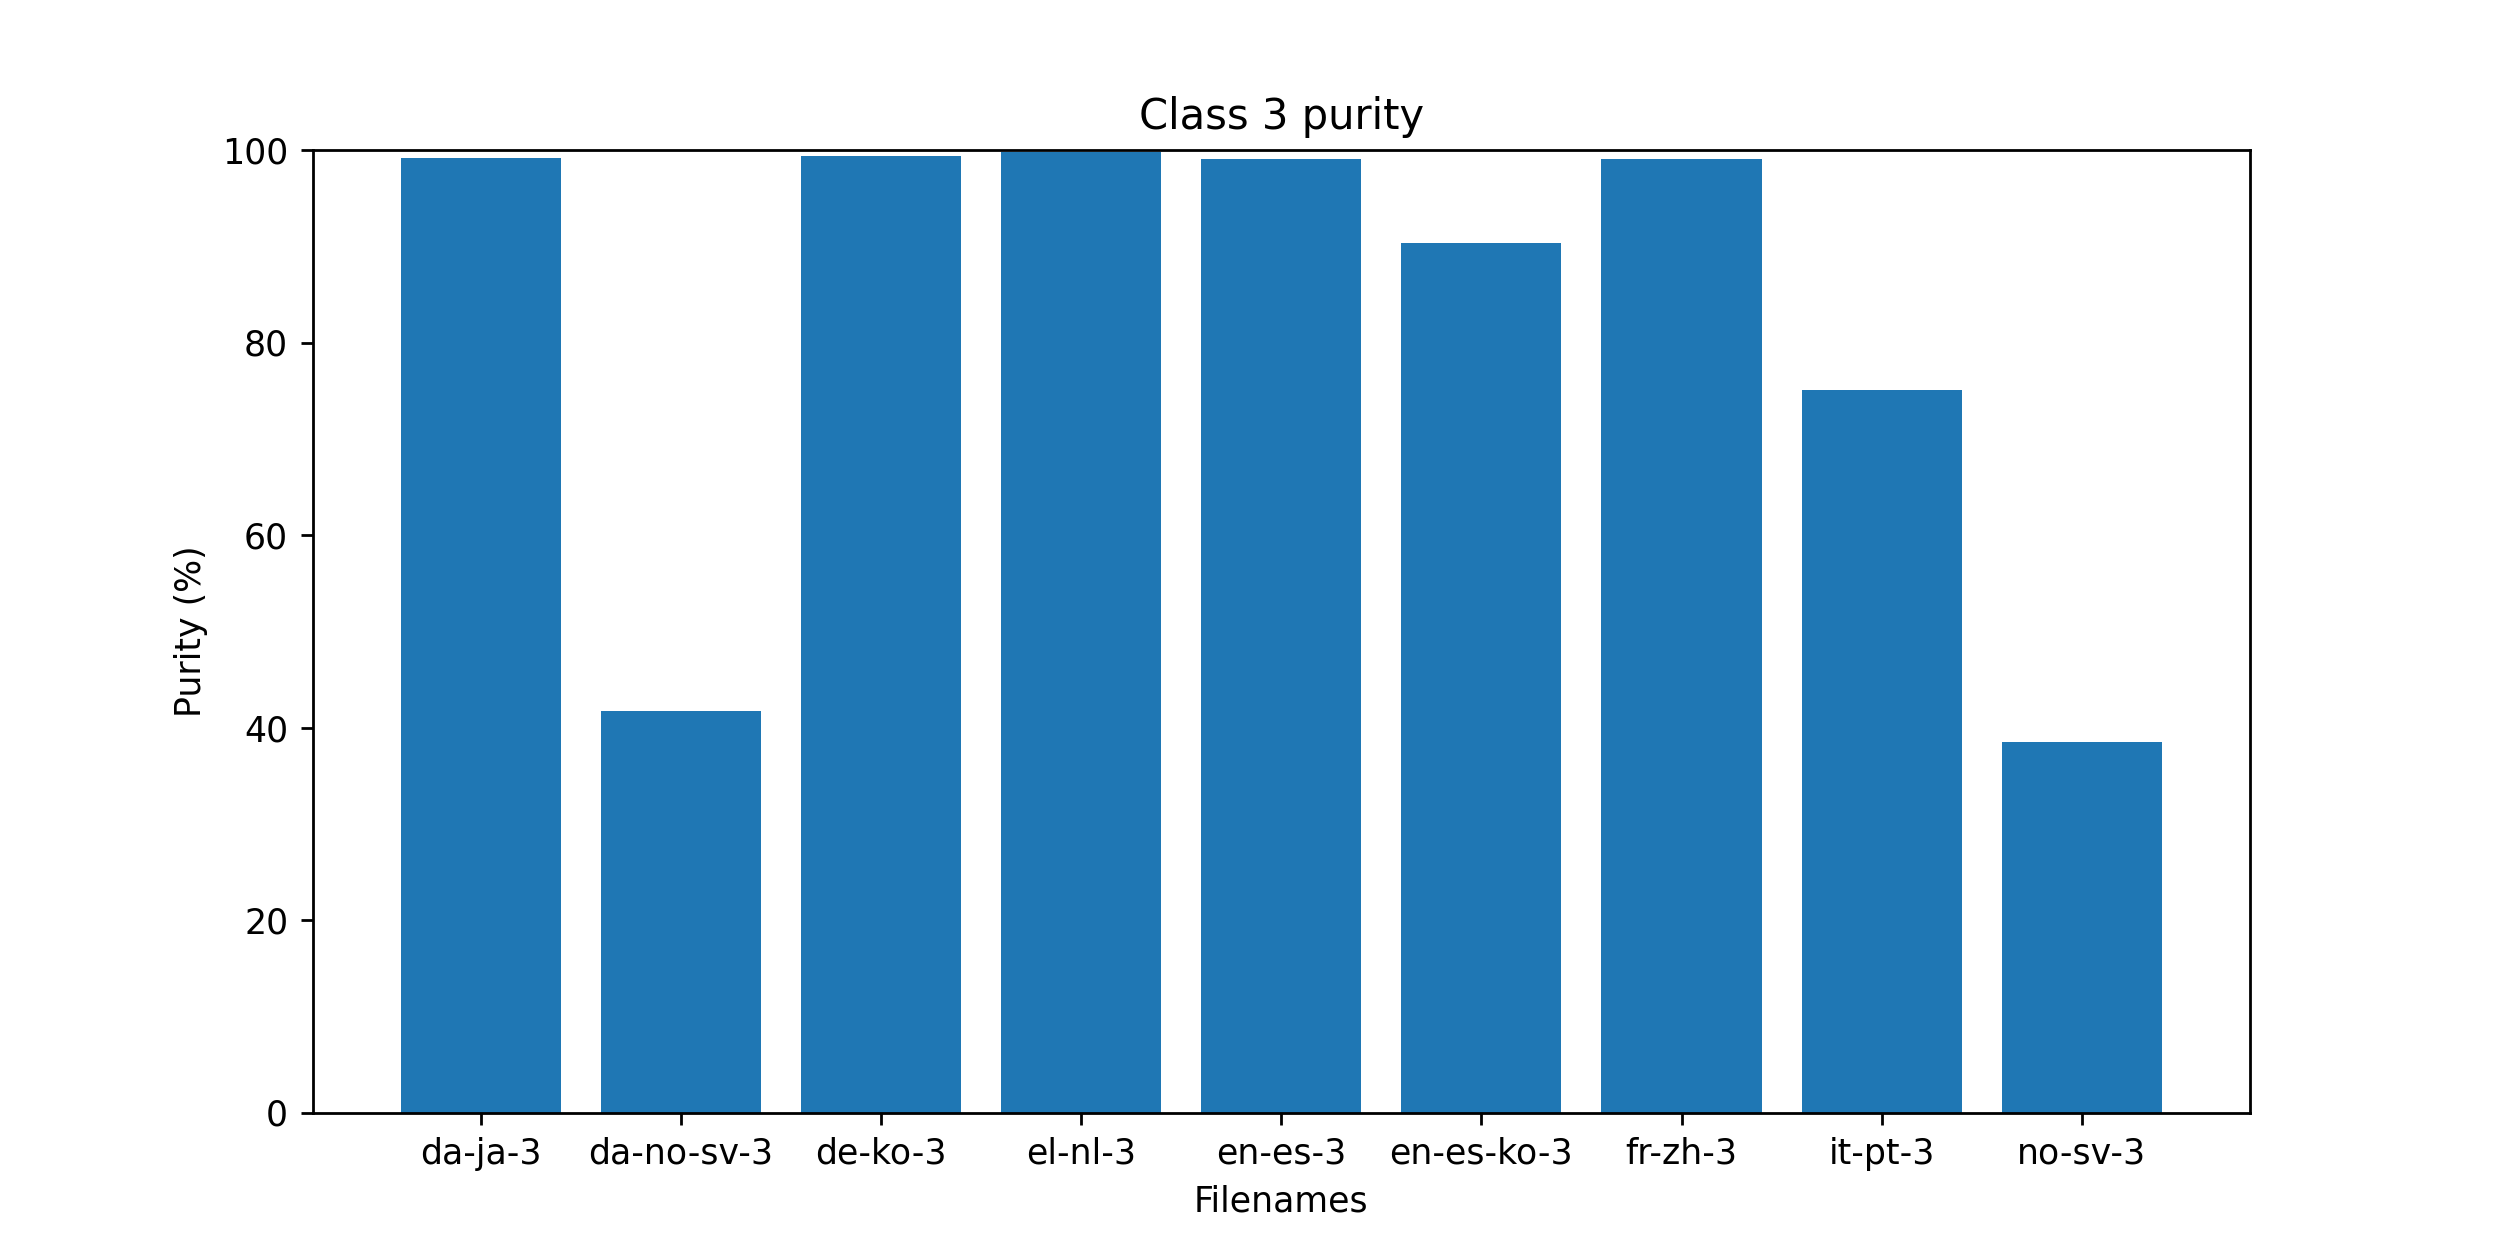 Class 3 purity
Purity (%)
100
80
60
40
20
0
da-ja-3 da-no-sv-3 de-ko-3 el-nl-3 en-es-3 en-es-ko-3 fr-zh-3 it-pt-3 no-sv-3
Filenames